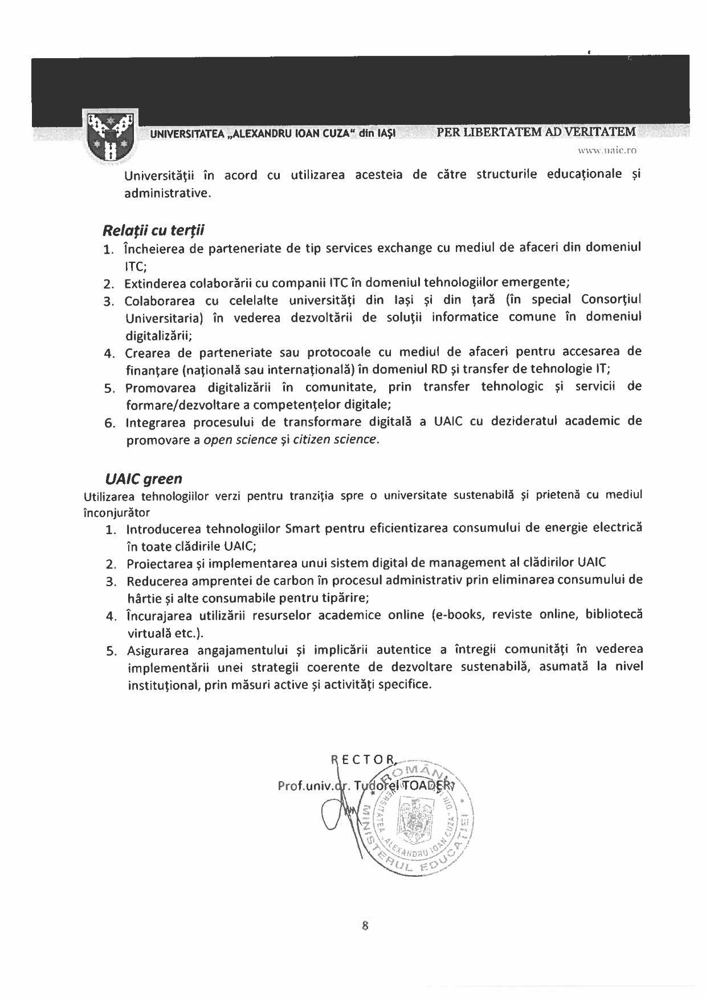 UNIVERSITATEA „ALEXANDRU IOAN CUZA“ din IAŞI PER LIBERTATEM AD VERITATEM
www.uaic.ro
Universităţii în acord cu utilizarea acesteia de către structurile educaţionale şi
administrative.
Relaţii cu terţii
1. Încheierea de parteneriate de tip services exchange cu mediul de afaceri din domeniul
ITC;
2. Extinderea colaborării cu companii ITC în domeniul tehnologiilor emergente;
3. Colaborarea cu celelalte universităţi din Iaşi şi din ţară (în special Consorţiul
Universitaria) în vederea dezvoltării de soluţii informatice comune în domeniul
digitalizării;
4. Crearea de parteneriate sau protocoale cu mediul de afaceri pentru accesarea de
finanţare (naţională sau internaţională) în domeniul RD şi transfer de tehnologie IT;
5. Promovarea digitalizării în comunitate, prin transfer tehnologic şi servicii de
formare/dezvoltare a competenţelor digitale;
6. Integrarea procesului de transformare digitală a UAIC cu dezideratul academic de
promovare a open science şi citizen science.
UAIC green
Utilizarea tehnologiilor verzi pentru tranziţia spre o universitate sustenabilă şi prietenă cu mediul
înconjurător
1. Introducerea tehnologiilor Smart pentru eficientizarea consumului de energie electrică
în toate clădirile UAIC;
2. Proiectarea şi implementarea unui sistem digital de management al clădirilor UAIC
3. Reducerea amprentei de carbon în procesul administrativ prin eliminarea consumului de
hârtie şi alte consumabile pentru tipărire;
4. Încurajarea utilizării resurselor academice online (e-books, reviste online, bibliotecă
virtuală etc.).
5. Asigurarea angajamentului şi implicării autentice a întregii comunităţi în vederea
implementării unei strategii coerente de dezvoltare sustenabilă, asumată la nivel
instituţional, prin măsuri active şi activităţi specifice.
RECTOR,
Prof.univ.dr. Tudorel TOADER
MINISTERUL EDUCAŢIEI
"ALEXANDRU IOAN CUZA" DIN
8